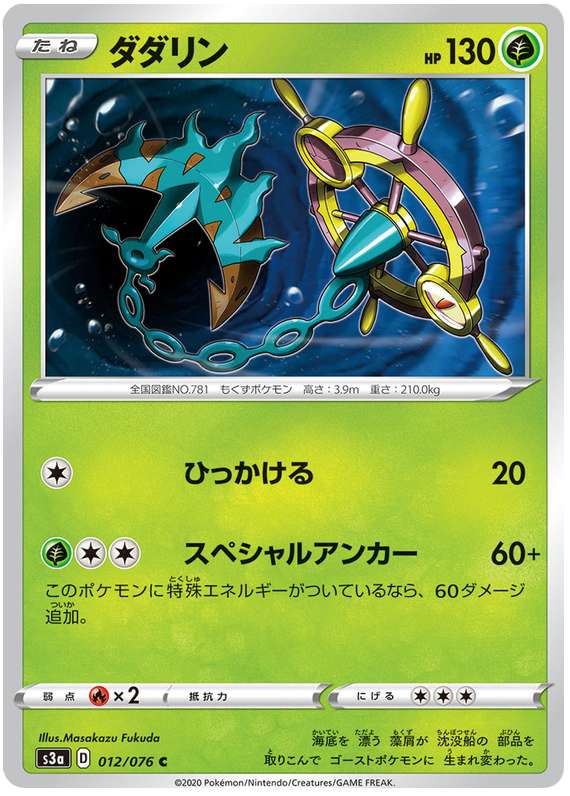 たね ダダリン HP130
全国図鑑NO.781 もくずポケモン 高さ：3.9m 重さ：210.0kg
ひっかける 20
スペシャルアンカー 60+
このポケモンに特殊エネルギーがついているなら、60ダメージ
追加。
弱点 ×2 抵抗力 にげる
Illus.Masakazu Fukuda
海底を 漂う 藻屑が 沈没船の 部品を
取りこんで ゴーストポケモンに 生まれ変わった。
s3a D 012/076 C
©2020 Pokémon/Nintendo/Creatures/GAME FREAK.